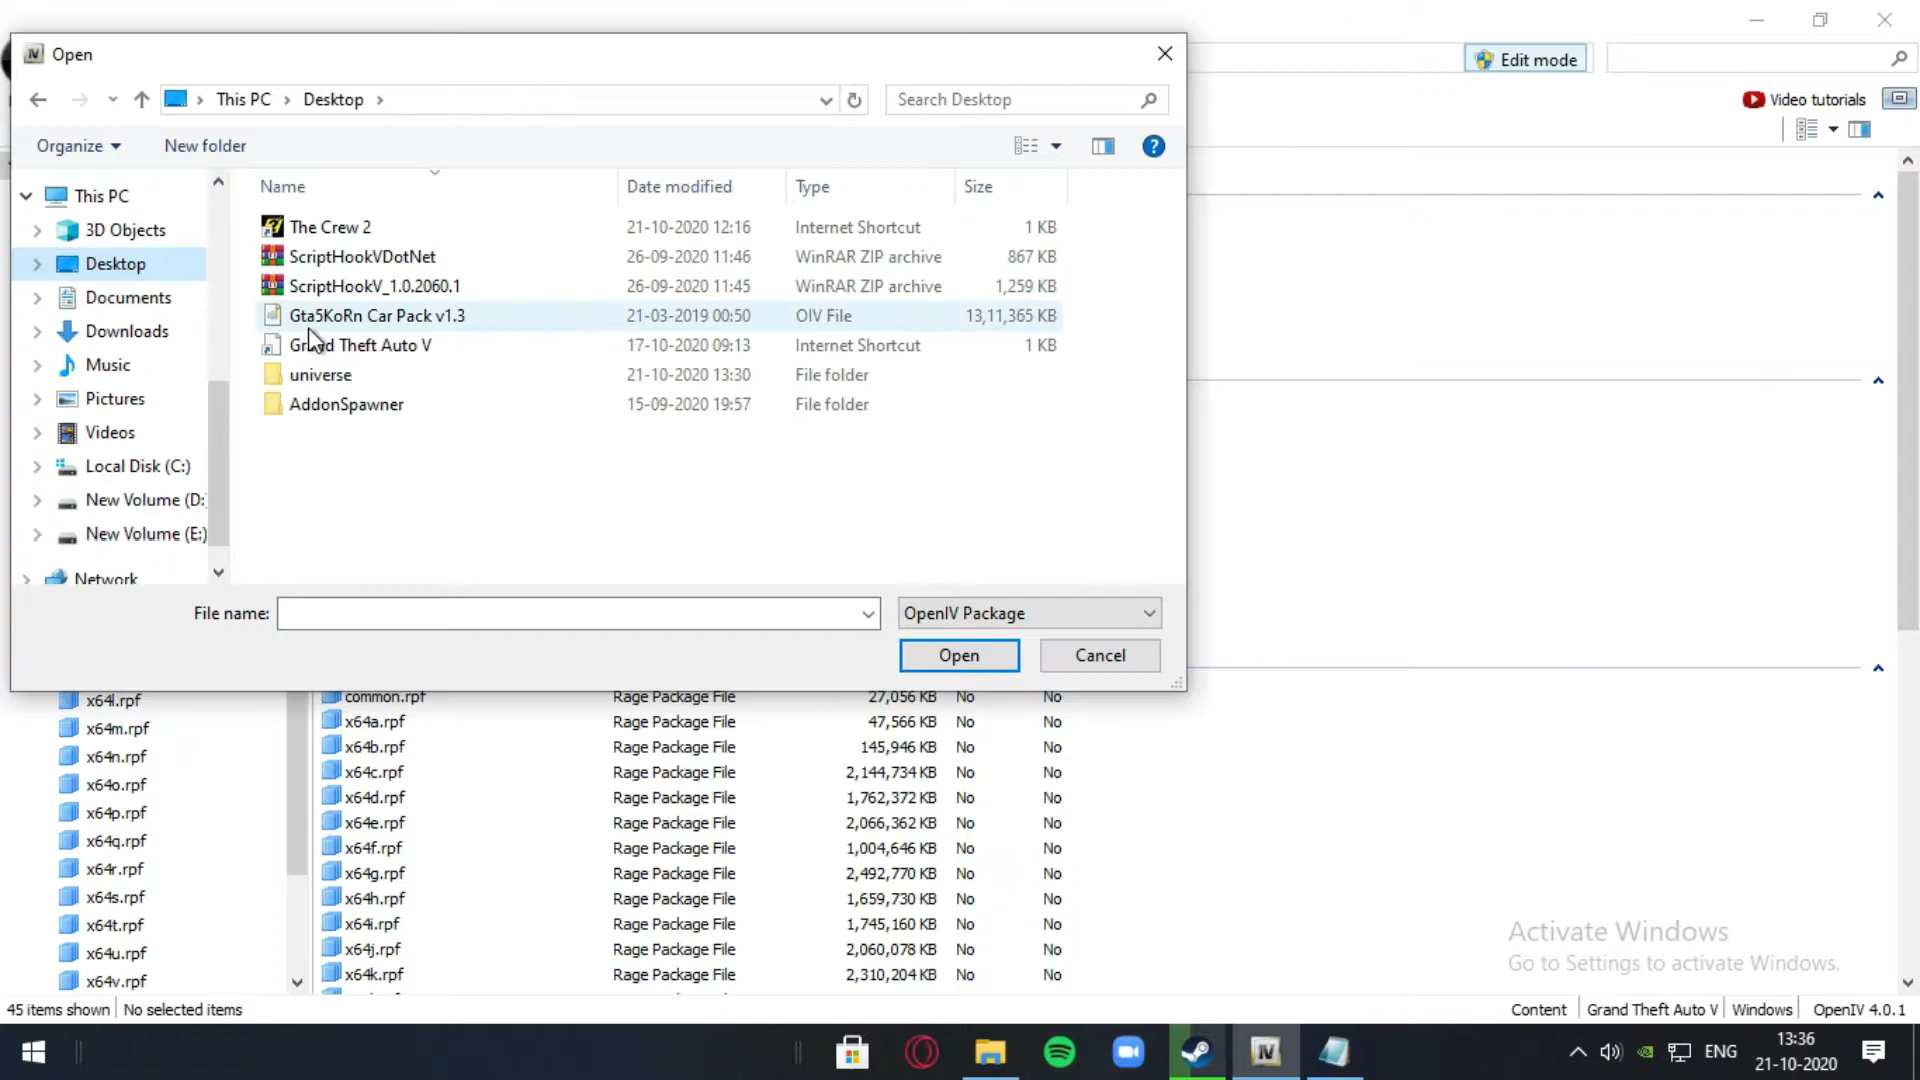 Open
Edit mode
This PC > Desktop >
Search Desktop
Video tutorials
Organize
New folder
Name
Date modified
Type
Size
This PC
3D Objects
Desktop
Documents
Downloads
Music
Pictures
Videos
Local Disk (C:)
New Volume (D:
New Volume (E:)
Network
The Crew 2 21-10-2020 12:16 Internet Shortcut 1 KB
ScriptHookVDotNet 26-09-2020 11:46 WinRAR ZIP archive 867 KB
ScriptHookV_1.0.2060.1 26-09-2020 11:45 WinRAR ZIP archive 1,259 KB
Gta5KoRn Car Pack v1.3 21-03-2019 00:50 OIV File 13,11,365 KB
Grand Theft Auto V 17-10-2020 09:13 Internet Shortcut 1 KB
universe 21-10-2020 13:30 File folder
AddonSpawner 15-09-2020 19:57 File folder
File name:
OpenIV Package
Open
Cancel
x64l.rpf
x64m.rpf
x64n.rpf
x64o.rpf
x64p.rpf
x64q.rpf
x64r.rpf
x64s.rpf
x64t.rpf
x64u.rpf
x64v.rpf
common.rpf Rage Package File 27,056 KB No No
x64a.rpf Rage Package File 47,566 KB No No
x64b.rpf Rage Package File 145,946 KB No No
x64c.rpf Rage Package File 2,144,734 KB No No
x64d.rpf Rage Package File 1,762,372 KB No No
x64e.rpf Rage Package File 2,066,362 KB No No
x64f.rpf Rage Package File 1,004,646 KB No No
x64g.rpf Rage Package File 2,492,770 KB No No
x64h.rpf Rage Package File 1,659,730 KB No No
x64i.rpf Rage Package File 1,745,160 KB No No
x64j.rpf Rage Package File 2,060,078 KB No No
x64k.rpf Rage Package File 2,310,204 KB No No
Activate Windows
Go to Settings to activate Windows.
45 items shown
No selected items
Content
Grand Theft Auto V
Windows
OpenIV 4.0.1
IV
ENG
13:36
21-10-2020